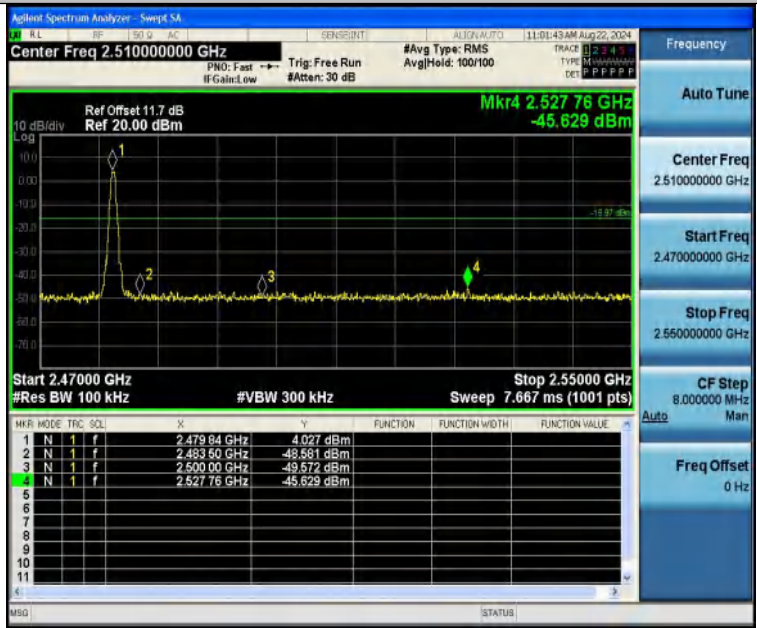 Agilent Spectrum Analyzer - Swept SA
RL RF 50 Ω AC SENSE:INT ALIGN AUTO 11:01:43 AM Aug 22, 2024
Center Freq 2.510000000 GHz
PNO: Fast
IFGain:Low
Trig: Free Run
#Atten: 30 dB
#Avg Type: RMS
Avg|Hold: 100/100
TRACE 1 2 3 4 5 6
TYPE M WWWWW
DET P P P P P P
Ref Offset 11.7 dB
10 dB/div Ref 20.00 dBm
Log
Mkr4 2.527 76 GHz
-45.629 dBm
10.0
0.00
-10.0
-20.0
-30.0
-40.0
-50.0
-60.0
-70.0
1
2
3
4
-15.97 dBm
Start 2.47000 GHz Stop 2.55000 GHz
#Res BW 100 kHz #VBW 300 kHz Sweep 7.667 ms (1001 pts)
MKR MODE TRC SCL X Y FUNCTION FUNCTION WIDTH FUNCTION VALUE
1 N 1 f 2.479 84 GHz 4.027 dBm
2 N 1 f 2.483 50 GHz -48.581 dBm
3 N 1 f 2.500 00 GHz -49.572 dBm
4 N 1 f 2.527 76 GHz -45.629 dBm
5
6
7
8
9
10
11
MSG STATUS
Frequency
Auto Tune
Center Freq
2.510000000 GHz
Start Freq
2.470000000 GHz
Stop Freq
2.550000000 GHz
CF Step
8.000000 MHz
Auto Man
Freq Offset
0 Hz